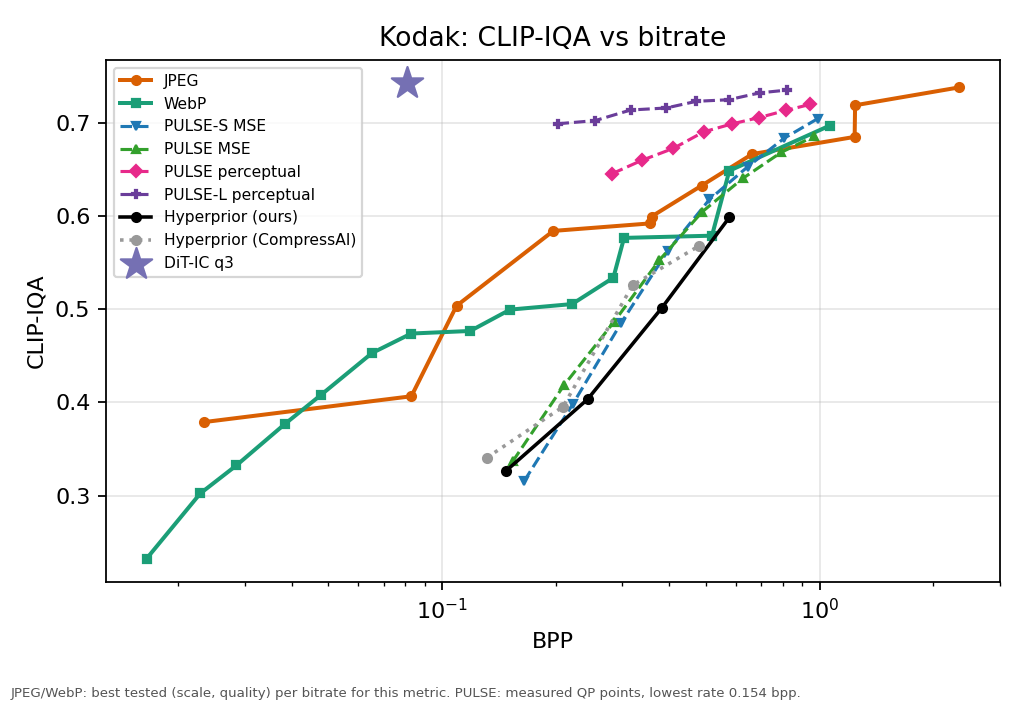 Kodak: CLIP-IQA vs bitrate
JPEG
WebP
PULSE-S MSE
PULSE MSE
PULSE perceptual
PULSE-L perceptual
Hyperprior (ours)
Hyperprior (CompressAI)
DiT-IC q3
CLIP-IQA
0.7
0.6
0.5
0.4
0.3
10⁻¹
10⁰
BPP
JPEG/WebP: best tested (scale, quality) per bitrate for this metric. PULSE: measured QP points, lowest rate 0.154 bpp.